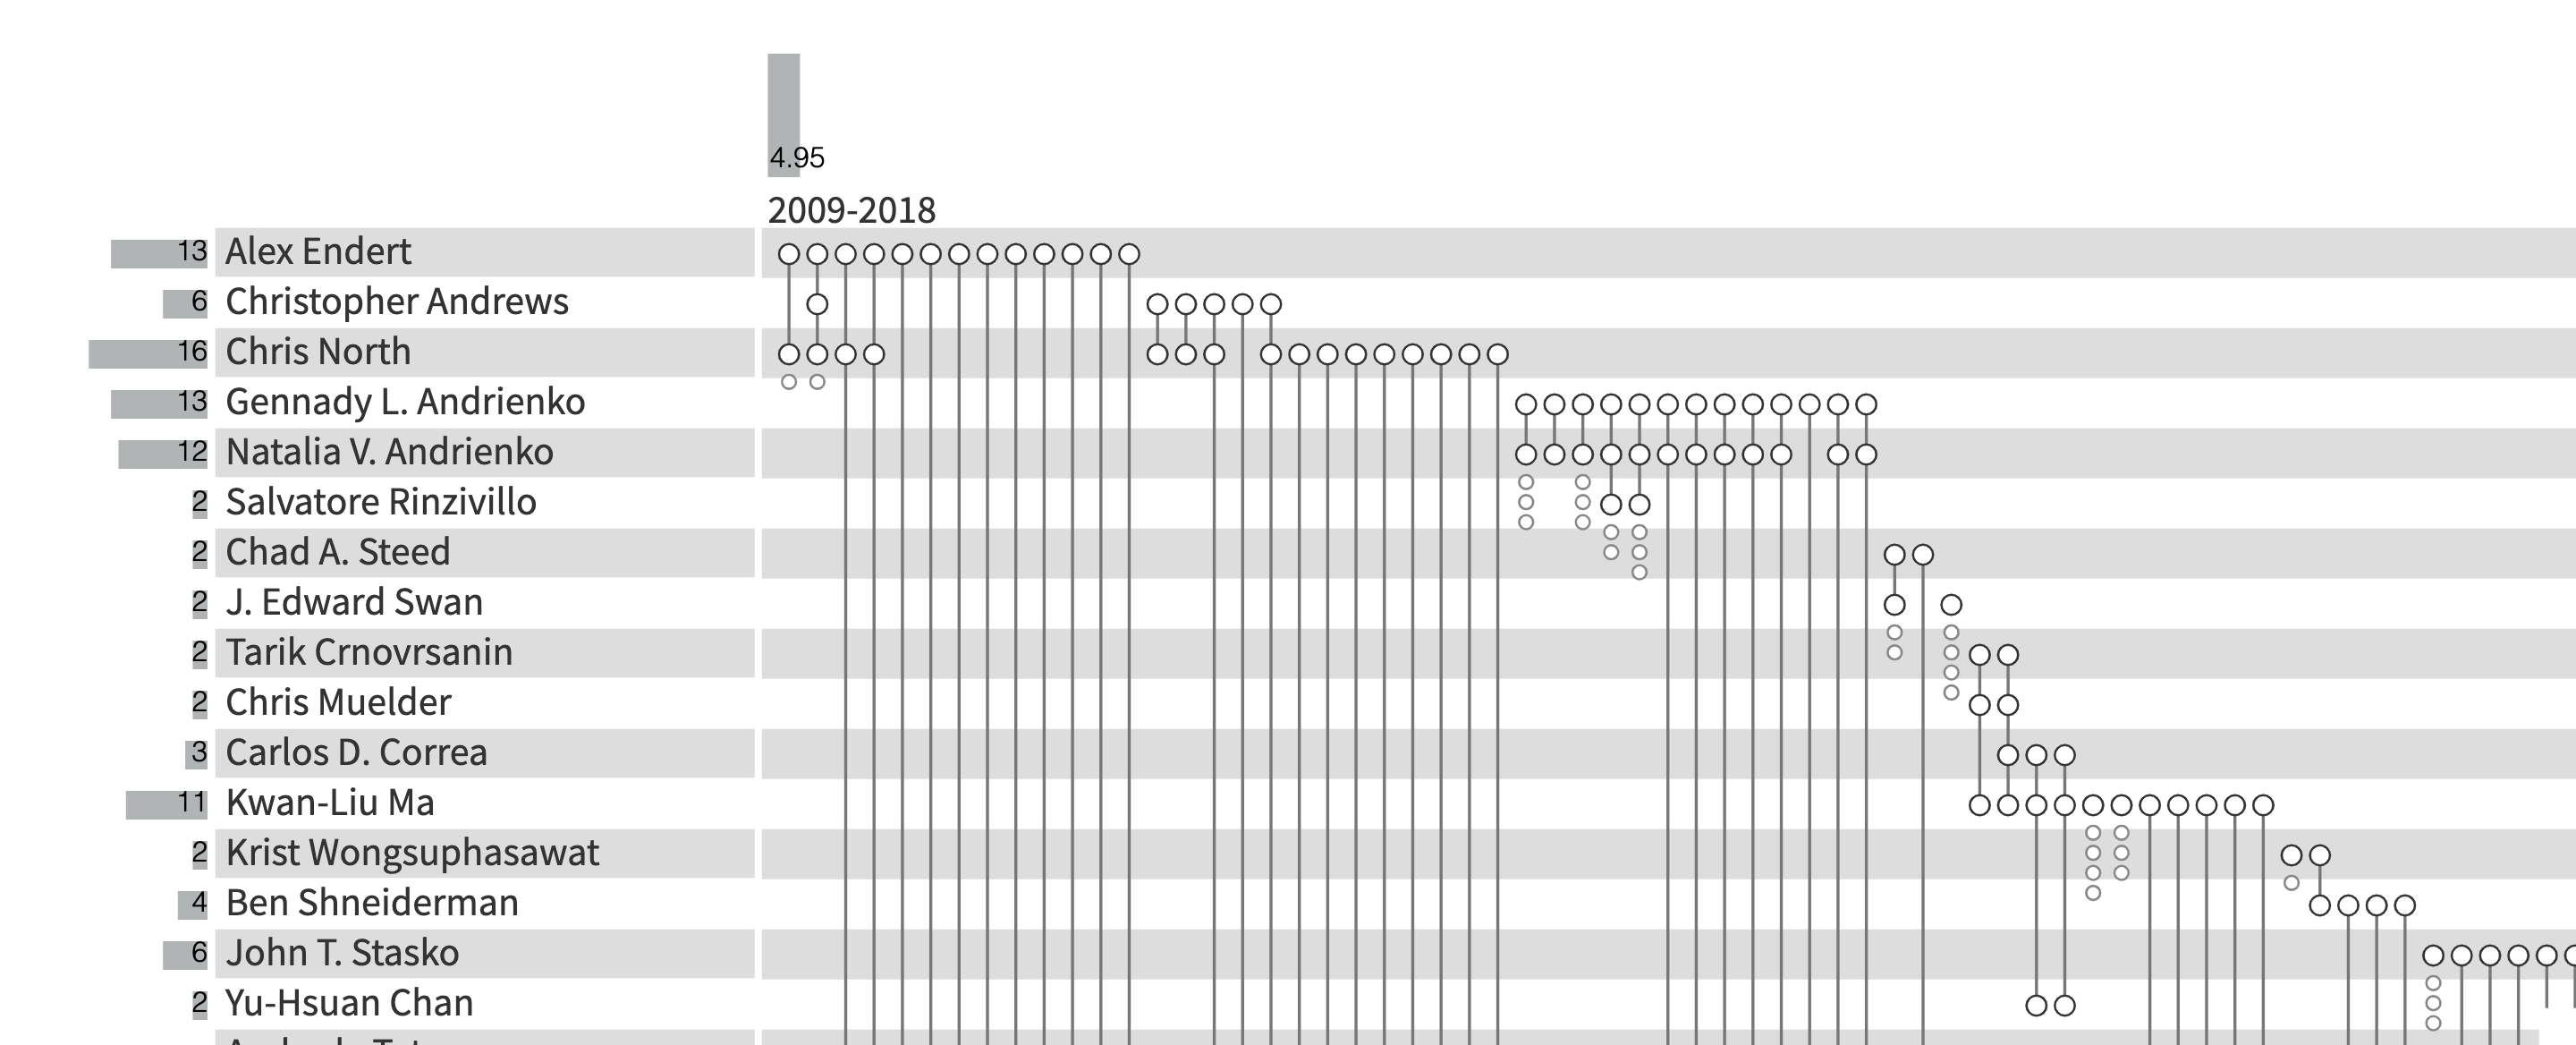 4.95
2009-2018
13 Alex Endert
6 Christopher Andrews
16 Chris North
13 Gennady L. Andrienko
12 Natalia V. Andrienko
2 Salvatore Rinzivillo
2 Chad A. Steed
2 J. Edward Swan
2 Tarik Crnovrsanin
2 Chris Muelder
3 Carlos D. Correa
11 Kwan-Liu Ma
2 Krist Wongsuphasawat
4 Ben Shneiderman
6 John T. Stasko
2 Yu-Hsuan Chan